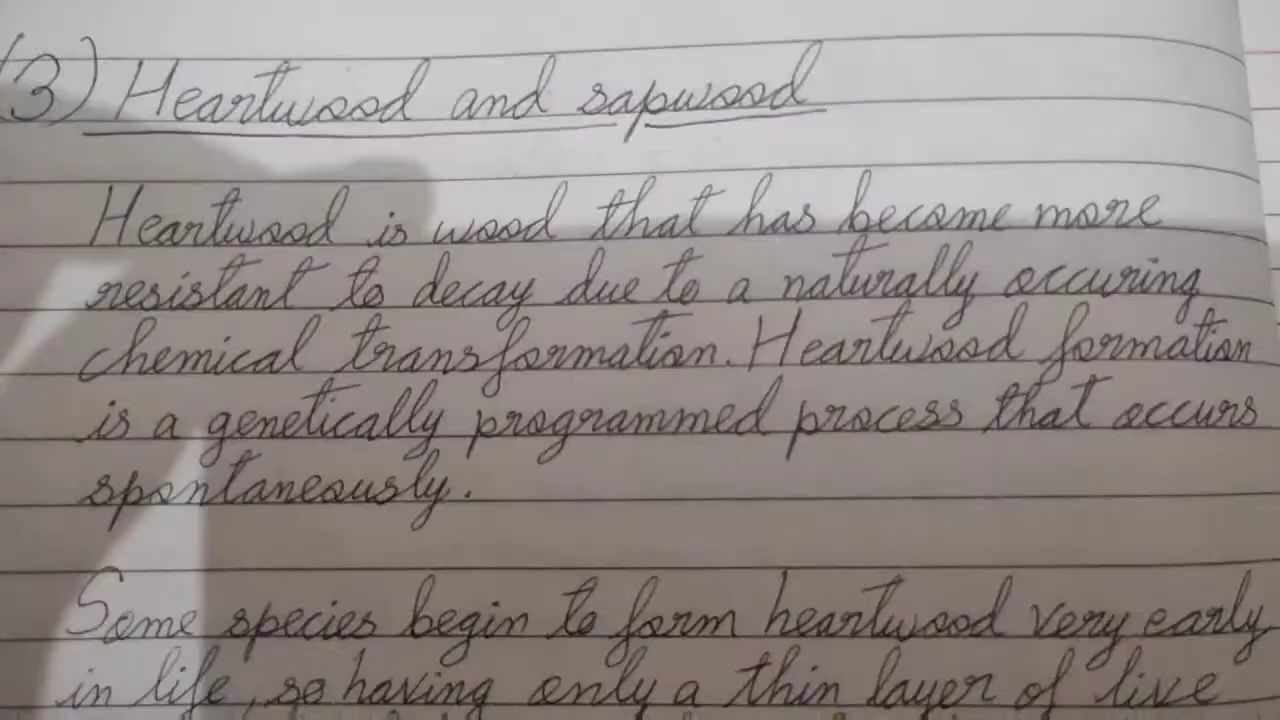 (3) Heartwood and sapwood
Heartwood is wood that has become more
resistant to decay due to a naturally occuring
chemical transformation. Heartwood formation
is a genetically programmed process that occurs
spontaneously.
Some species begin to form heartwood very early
in life, so having only a thin layer of live